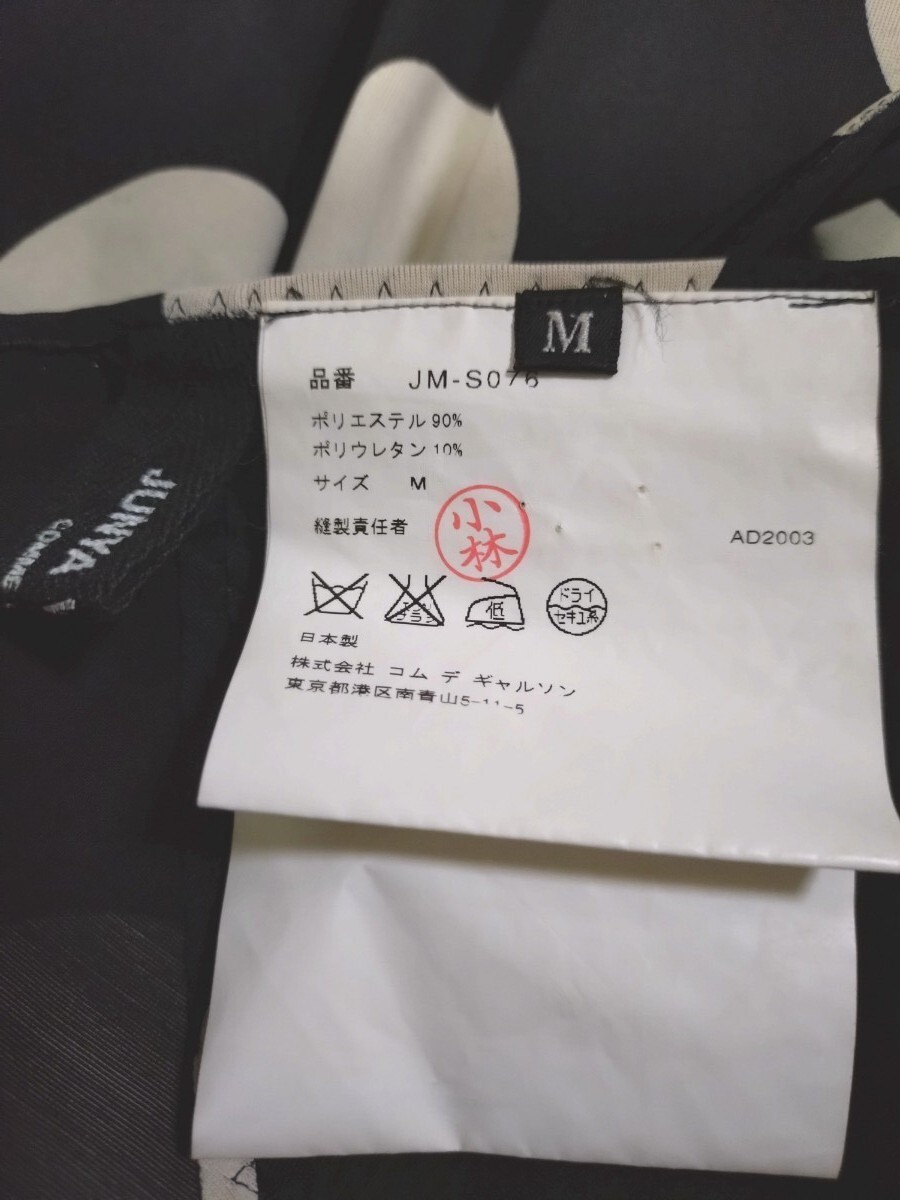 M
品番 JM-S076
ポリエステル 90%
ポリウレタン 10%
サイズ M
縫製責任者 小林
AD2003
低
ドライ
セキユ系
日本製
株式会社 コム デ ギャルソン
東京都港区南青山5-11-5
JUNYA
COMME